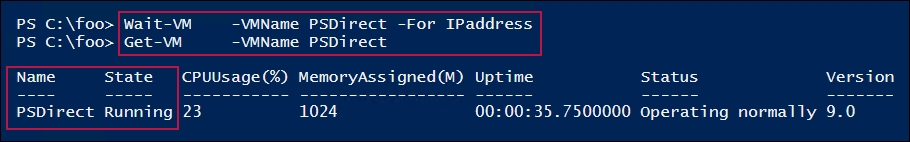 PS C:\foo> Wait-VM    -VMName PSDirect -For IPaddress
PS C:\foo> Get-VM     -VMName PSDirect
Name     State   CPUUsage(%) MemoryAssigned(M) Uptime           Status             Version
----     -----   ----------- ----------------- ------           ------             -------
PSDirect Running 23          1024              00:00:35.7500000 Operating normally 9.0